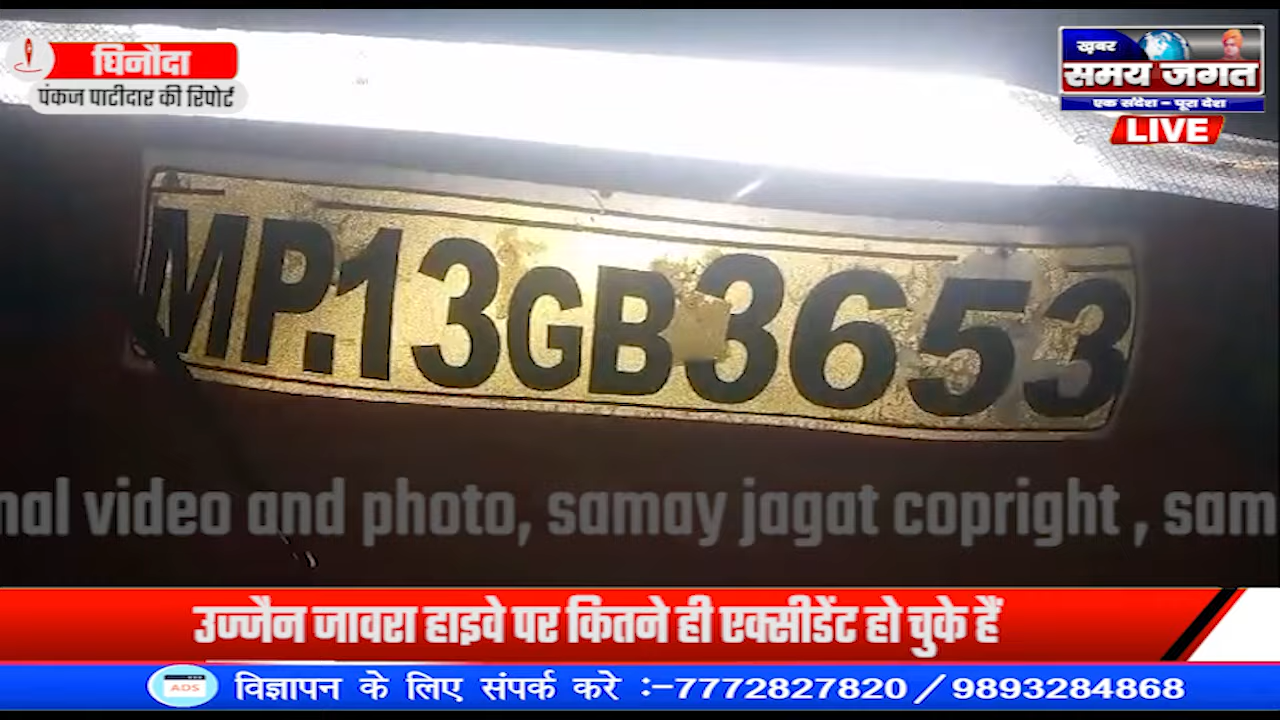 घिनौदा
पंकज पाटीदार की रिपोर्ट
ख़बर
समय जगत
एक संदेश - पूरा देश
LIVE
MP.13GB3653
nal video and photo, samay jagat copright , sam
उज्जैन जावरा हाइवे पर कितने ही एक्सीडेंट हो चुके हैं
ADS
विज्ञापन के लिए संपर्क करे :-7772827820 / 9893284868